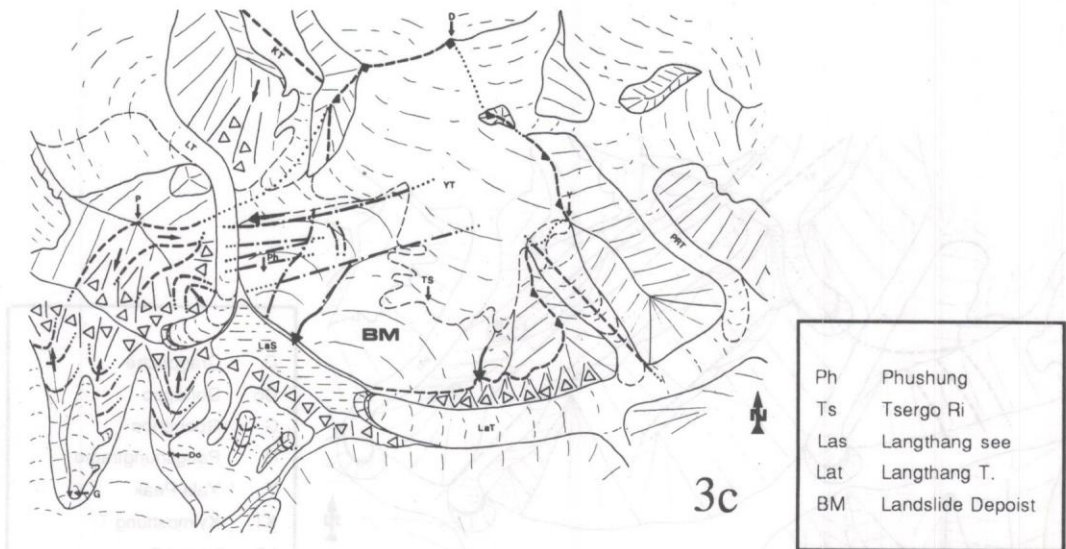 D
KT
LT
P
YT
Y
PRT
Ph
TS
LaS
BM
LaT
Do
G
N
3c
Ph Phushung
Ts Tsergo Ri
Las Langthang see
Lat Langthang T.
BM Landslide Depoist